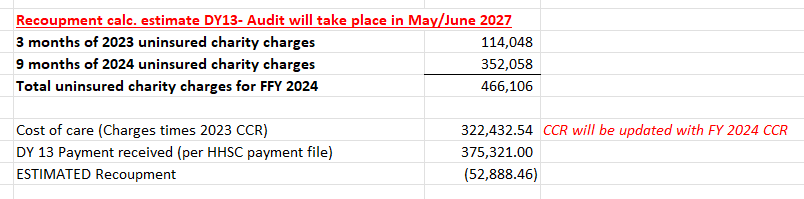 Recoupment calc. estimate DY13- Audit will take place in May/June 2027
3 months of 2023 uninsured charity charges 114,048
9 months of 2024 uninsured charity charges 352,058
Total uninsured charity charges for FFY 2024 466,106
Cost of care (Charges times 2023 CCR) 322,432.54 CCR will be updated with FY 2024 CCR
DY 13 Payment received (per HHSC payment file) 375,321.00
ESTIMATED Recoupment (52,888.46)